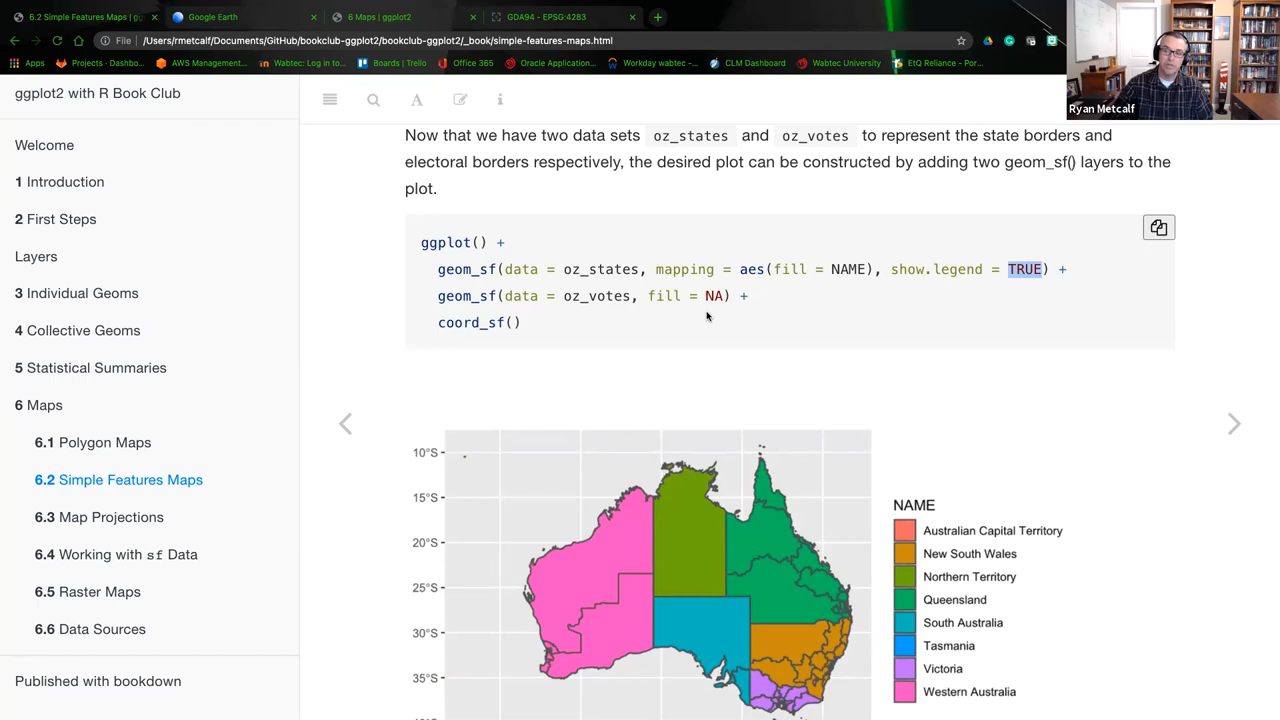 6.2 Simple Features Maps | gg
Google Earth
6 Maps | ggplot2
GDA94 - EPSG:4283
File /Users/rmetcalf/Documents/GitHub/bookclub-ggplot2/bookclub-ggplot2/_book/simple-features-maps.html
Apps Projects · Dashbo... AWS Management... Wabtec: Log in to... Boards | Trello Office 365 Oracle Application... Workday wabtec -... CLM Dashboard Wabtec University EtQ Reliance - Por...
Ryan Metcalf
ggplot2 with R Book Club
Welcome
1 Introduction
2 First Steps
Layers
3 Individual Geoms
4 Collective Geoms
5 Statistical Summaries
6 Maps
6.1 Polygon Maps
6.2 Simple Features Maps
6.3 Map Projections
6.4 Working with sf Data
6.5 Raster Maps
6.6 Data Sources
Published with bookdown
Now that we have two data sets oz_states and oz_votes to represent the state borders and
electoral borders respectively, the desired plot can be constructed by adding two geom_sf() layers to the
plot.
ggplot() +
geom_sf(data = oz_states, mapping = aes(fill = NAME), show.legend = TRUE) +
geom_sf(data = oz_votes, fill = NA) +
coord_sf()
10°S
15°S
20°S
25°S
30°S
35°S
NAME
Australian Capital Territory
New South Wales
Northern Territory
Queensland
South Australia
Tasmania
Victoria
Western Australia